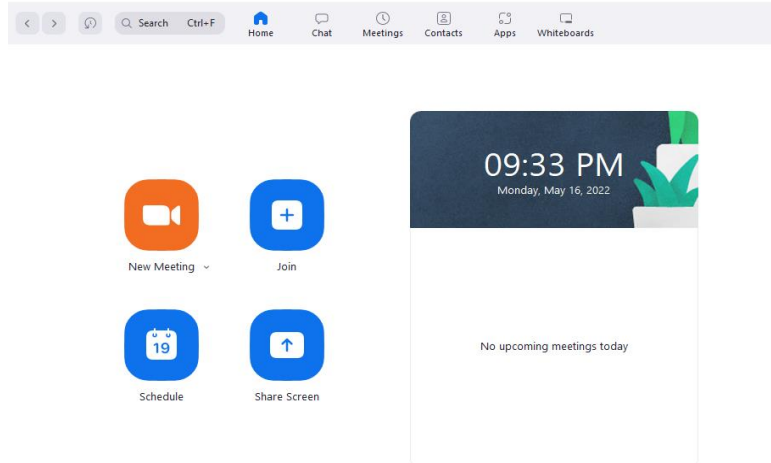 Search Ctrl+F
Home
Chat
Meetings
Contacts
Apps
Whiteboards
09:33 PM
Monday, May 16, 2022
New Meeting
Join
19
Schedule
Share Screen
No upcoming meetings today